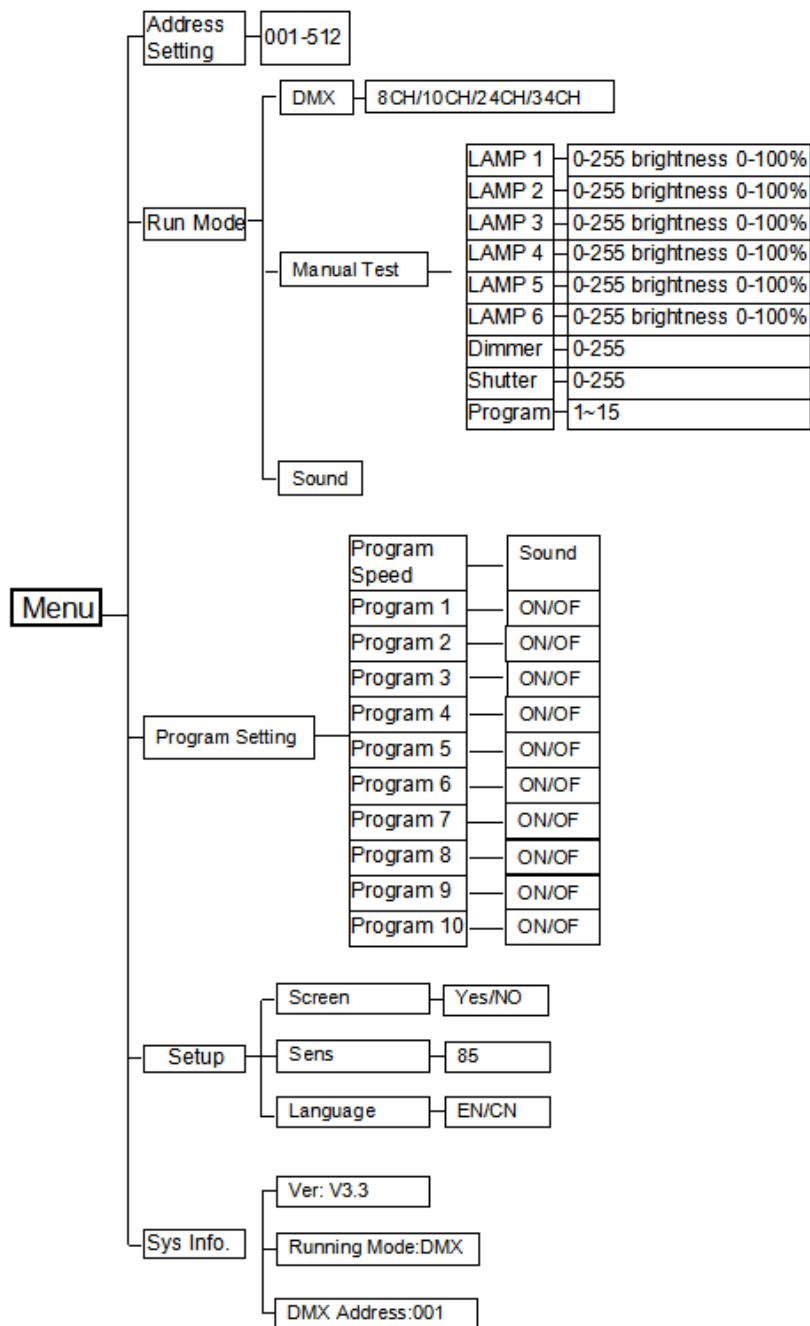 Address
Setting
001-512
DMX
8CH/10CH/24CH/34CH
Run Mode
Manual Test
LAMP 1
0-255 brightness 0-100%
LAMP 2
0-255 brightness 0-100%
LAMP 3
0-255 brightness 0-100%
LAMP 4
0-255 brightness 0-100%
LAMP 5
0-255 brightness 0-100%
LAMP 6
0-255 brightness 0-100%
Dimmer
0-255
Shutter
0-255
Program
1~15
Sound
Menu
Program Setting
Program
Speed
Sound
Program 1
ON/OF
Program 2
ON/OF
Program 3
ON/OF
Program 4
ON/OF
Program 5
ON/OF
Program 6
ON/OF
Program 7
ON/OF
Program 8
ON/OF
Program 9
ON/OF
Program 10
ON/OF
Setup
Screen
Yes/NO
Sens
85
Language
EN/CN
Sys Info.
Ver: V3.3
Running Mode:DMX
DMX Address:001